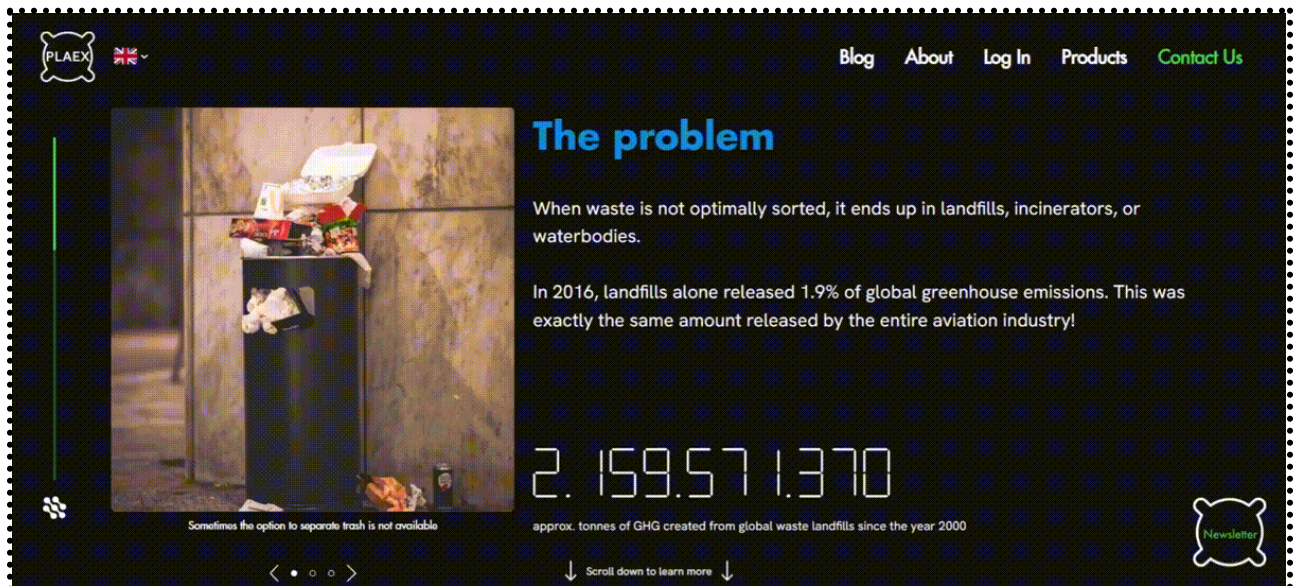 PLAEX
Blog
About
Log In
Products
Contact Us
The problem
When waste is not optimally sorted, it ends up in landfills, incinerators, or
waterbodies.
In 2016, landfills alone released 1.9% of global greenhouse emissions. This was
exactly the same amount released by the entire aviation industry!
2.159.571.370
Sometimes the option to separate trash is not available
approx. tonnes of GHG created from global waste landfills since the year 2000
Newsletter
Scroll down to learn more